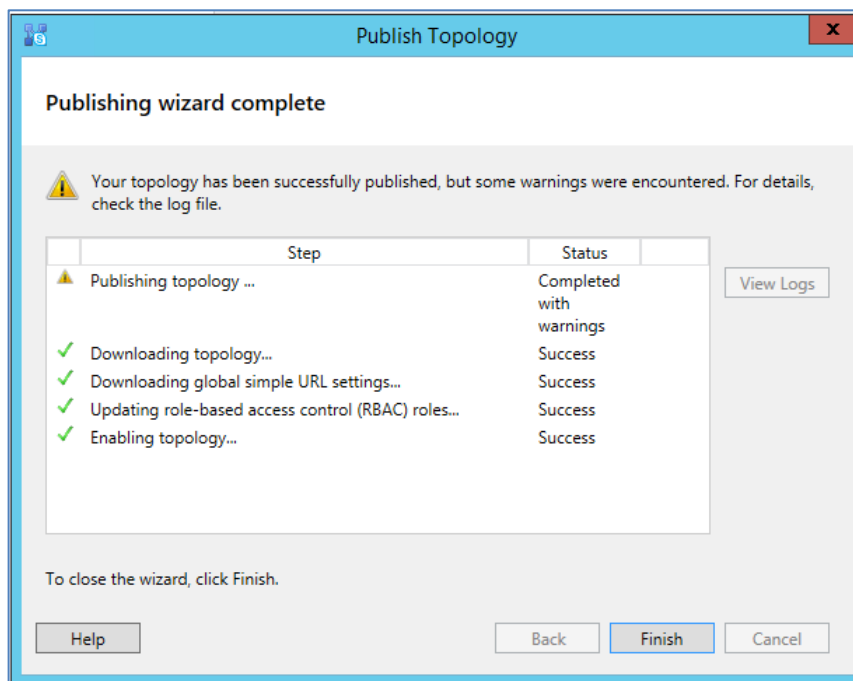 Publish Topology
x
Publishing wizard complete
Your topology has been successfully published, but some warnings were encountered. For details,
check the log file.
Step Status
Publishing topology ... Completed
with
warnings
View Logs
Downloading topology... Success
Downloading global simple URL settings... Success
Updating role-based access control (RBAC) roles... Success
Enabling topology... Success
To close the wizard, click Finish.
Help Back Finish Cancel